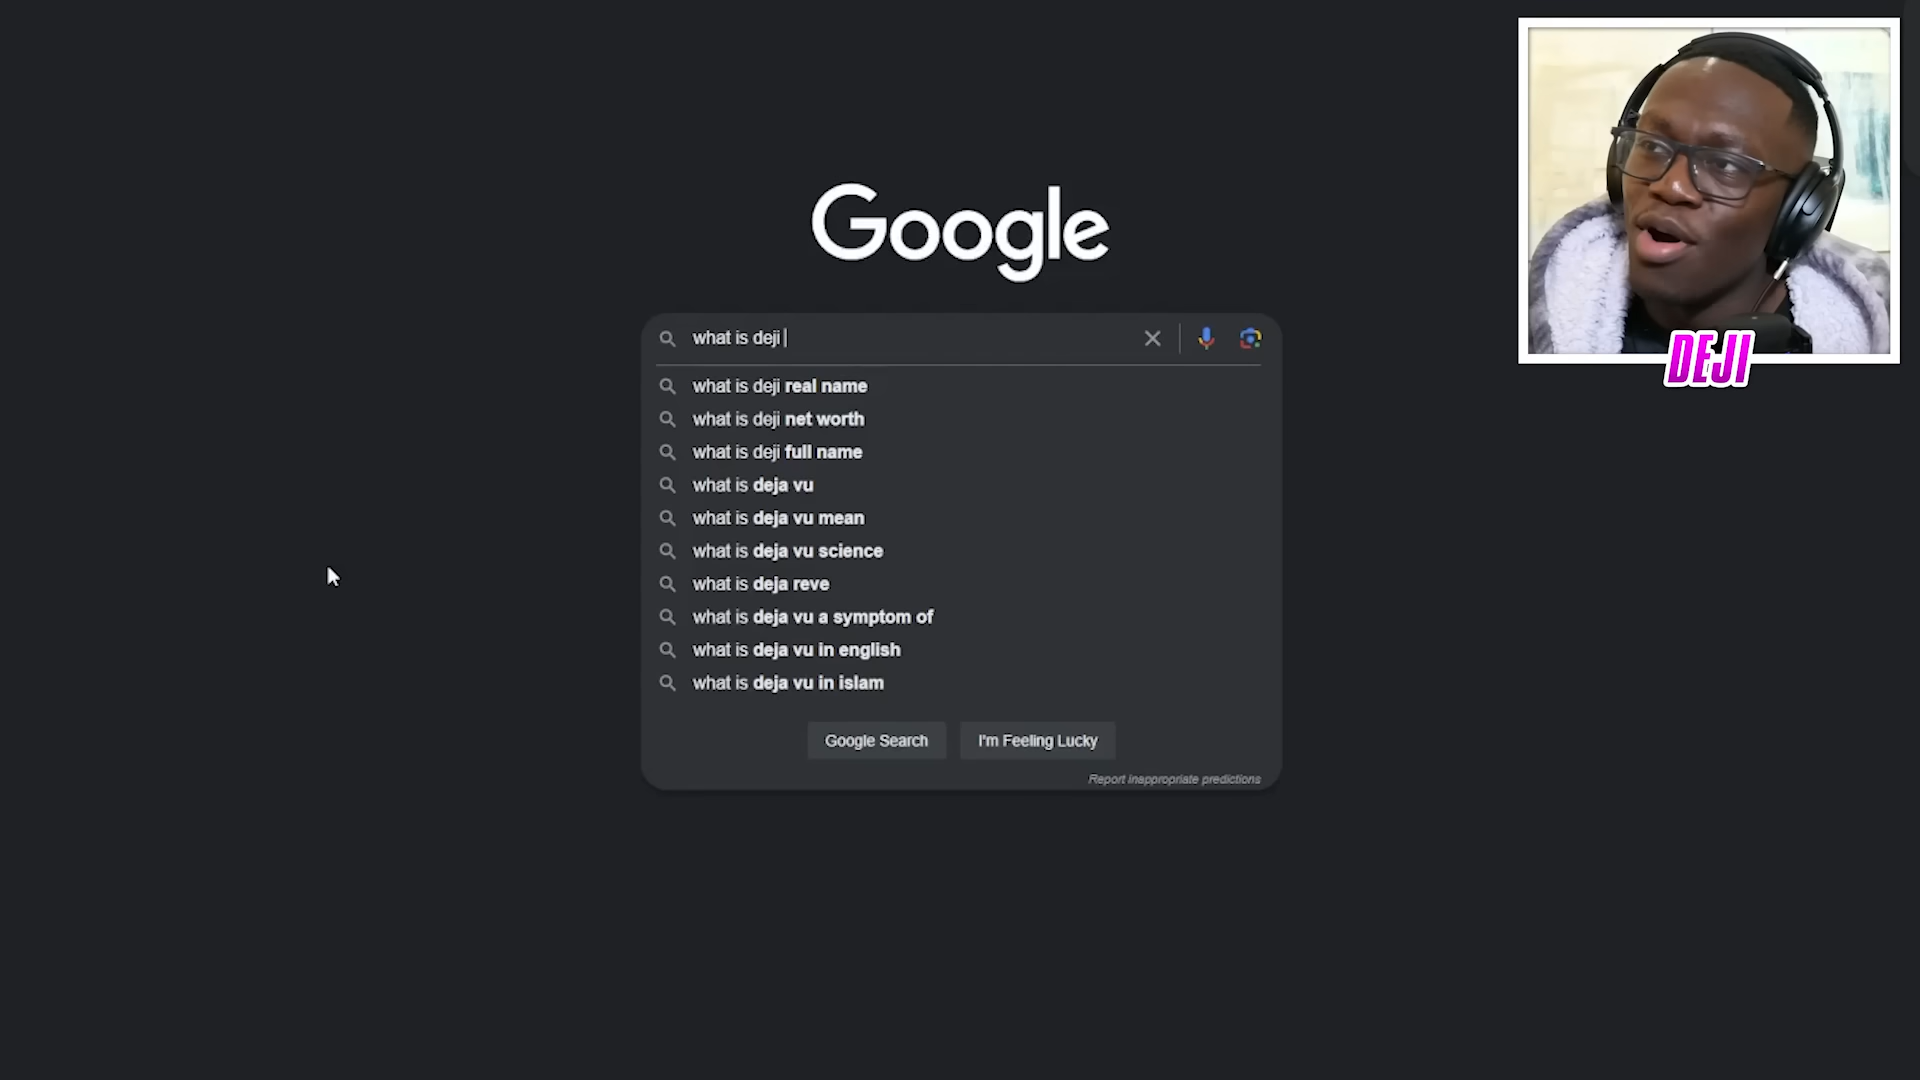 Google
what is deji
what is deji real name
what is deji net worth
what is deji full name
what is deja vu
what is deja vu mean
what is deja vu science
what is deja reve
what is deja vu a symptom of
what is deja vu in english
what is deja vu in islam
Google Search
I'm Feeling Lucky
Report inappropriate predictions
DEJI